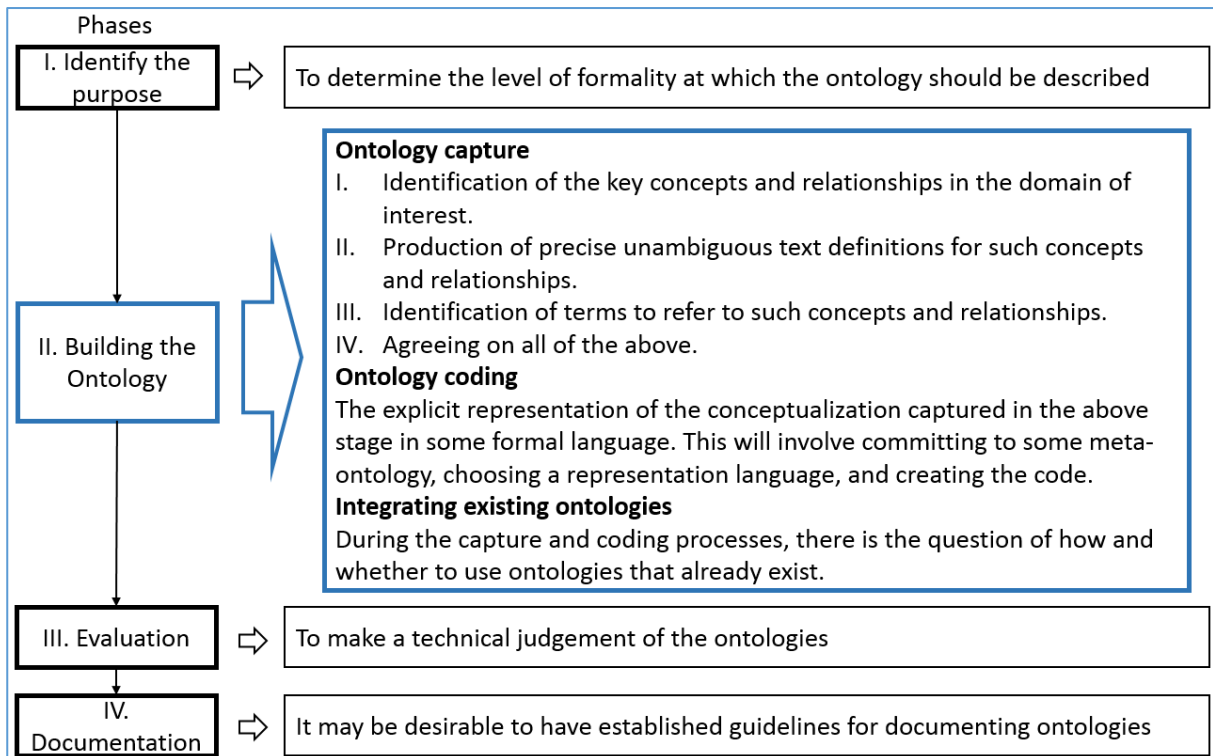 Phases
I. Identify the
purpose
To determine the level of formality at which the ontology should be described
Ontology capture
I. Identification of the key concepts and relationships in the domain of
interest.
II. Production of precise unambiguous text definitions for such concepts
and relationships.
III. Identification of terms to refer to such concepts and relationships.
IV. Agreeing on all of the above.
Ontology coding
The explicit representation of the conceptualization captured in the above
stage in some formal language. This will involve committing to some meta-
ontology, choosing a representation language, and creating the code.
Integrating existing ontologies
During the capture and coding processes, there is the question of how and
whether to use ontologies that already exist.
II. Building the
Ontology
III. Evaluation
To make a technical judgement of the ontologies
IV.
Documentation
It may be desirable to have established guidelines for documenting ontologies